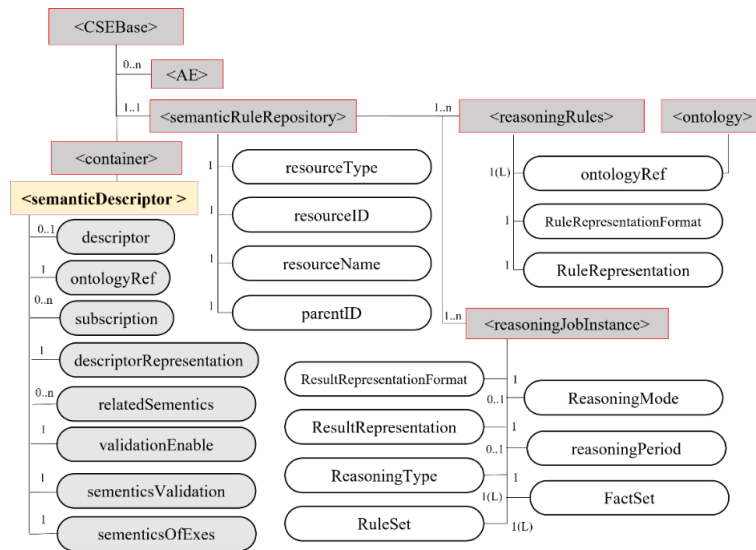 <CSEBase>
0..n
<AE>
1..1
<semanticRuleRepository>
1..n
<reasoningRules>
<ontology>
<container>
<semanticDescriptor >
1
resourceType
1
resourceID
1
resourceName
1
parentID
1(L)
ontologyRef
1
RuleRepresentationFormat
1
RuleRepresentation
0..1
descriptor
1
ontologyRef
0..n
subscription
1
descriptorRepresentation
0..n
relatedSementics
1
validationEnable
1
sementicsValidation
1
sementicsOfExes
1..n
<reasoningJobInstance>
ResultRepresentationFormat
1
0..1
ReasoningMode
ResultRepresentation
1
0..1
reasoningPeriod
ReasoningType
1
1(L)
FactSet
RuleSet
1(L)